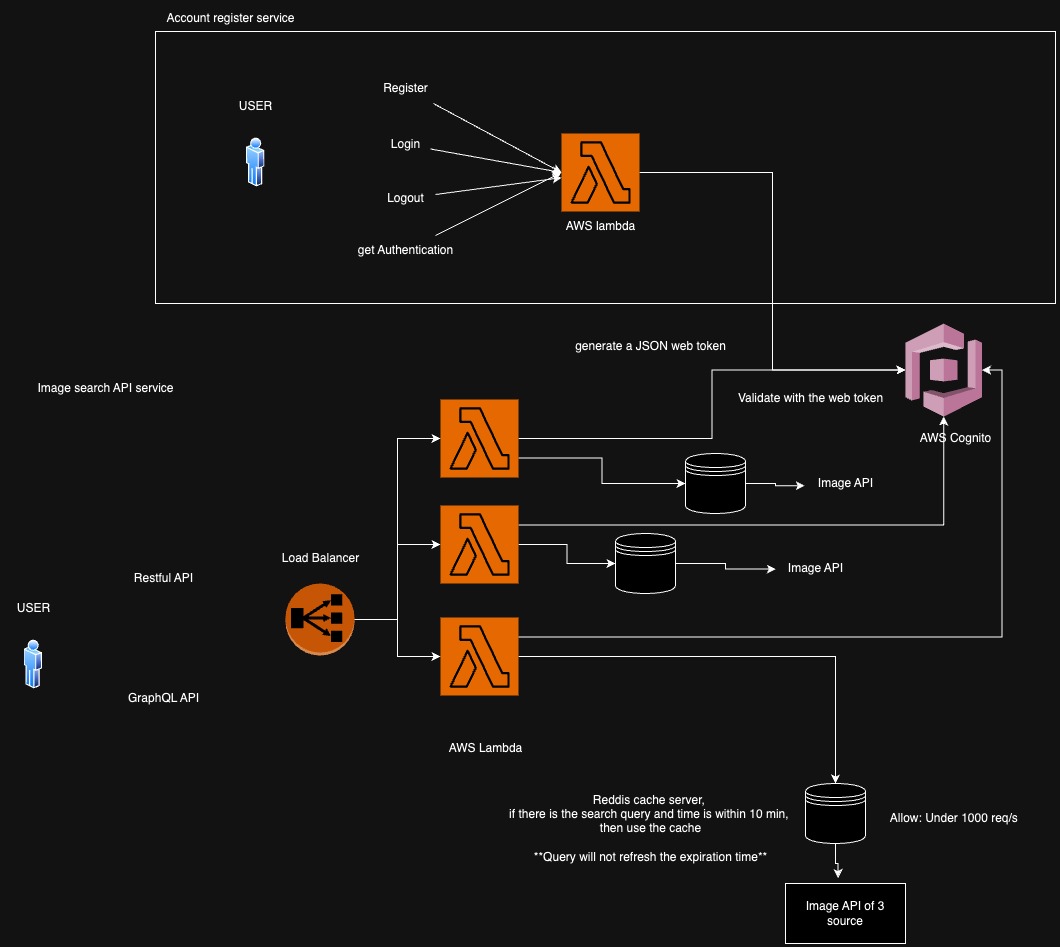 Account register service
USER
Register
Login
Logout
get Authentication
AWS lambda
generate a JSON web token
Image search API service
Validate with the web token
AWS Cognito
Image API
Load Balancer
Image API
Restful API
USER
GraphQL API
AWS Lambda
Reddis cache server,
if there is the search query and time is within 10 min,
then use the cache
**Query will not refresh the expiration time**
Allow: Under 1000 req/s
Image API of 3
source